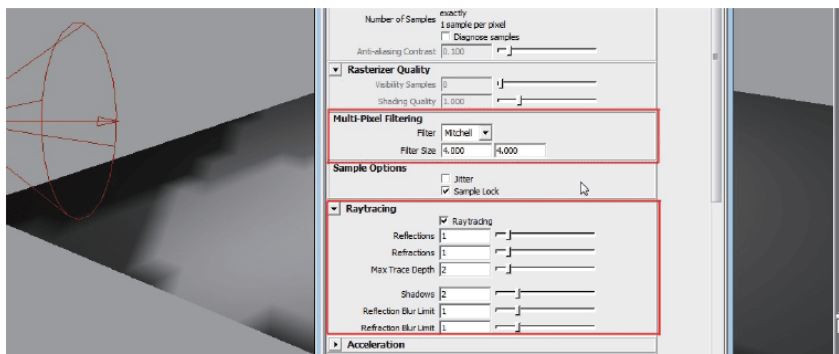 Number of Samples exactly
1 sample per pixel
Diagnose samples
Anti-aliasing Contrast 0.100
Rasterizer Quality
Visibility Samples 0
Shading Quality 1.000
Multi-Pixel Filtering
Filter Mitchell
Filter Size 4.000 4.000
Sample Options
Jitter
Sample Lock
Raytracing
Raytracing
Reflections 1
Refractions 1
Max Trace Depth 2
Shadows 2
Reflection Blur Limit 1
Refraction Blur Limit 1
Acceleration